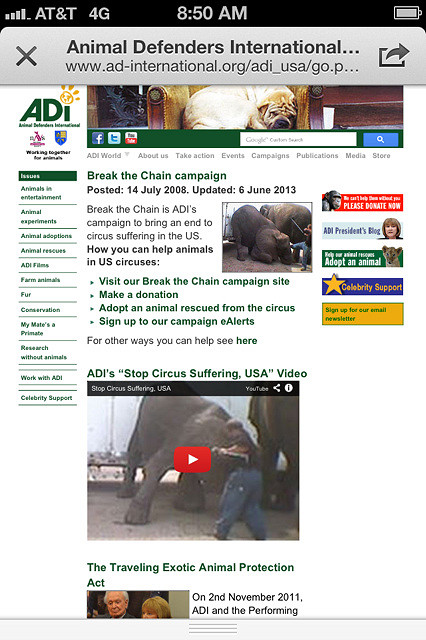 AT&T 4G 8:50 AM
Animal Defenders International...
www.ad-international.org/adi_usa/go.p...
ADI
Animal Defenders International
Working together
for animals
You Tube
Google Custom Search
ADI World About us Take action Events Campaigns Publications Media Store
Issues
Animals in
entertainment
Animal
experiments
Animal adoptions
Animal rescues
ADI Films
Farm animals
Fur
Conservation
My Mate's a
Primate
Research
without animals
Work with ADI
Celebrity Support
Break the Chain campaign
Posted: 14 July 2008. Updated: 6 June 2013
Break the Chain is ADI's
campaign to bring an end to
circus suffering in the US.
How you can help animals
in US circuses:
Visit our Break the Chain campaign site
Make a donation
Adopt an animal rescued from the circus
Sign up to our campaign eAlerts
For other ways you can help see here
We can't help them without you
PLEASE DONATE NOW
ADI President's Blog
Help our animal rescues
Adopt an animal
Celebrity Support
Sign up for our email
newsletter
ADI's "Stop Circus Suffering, USA" Video
Stop Circus Suffering, USA YouTube
The Traveling Exotic Animal Protection
Act
On 2nd November 2011,
ADI and the Performing